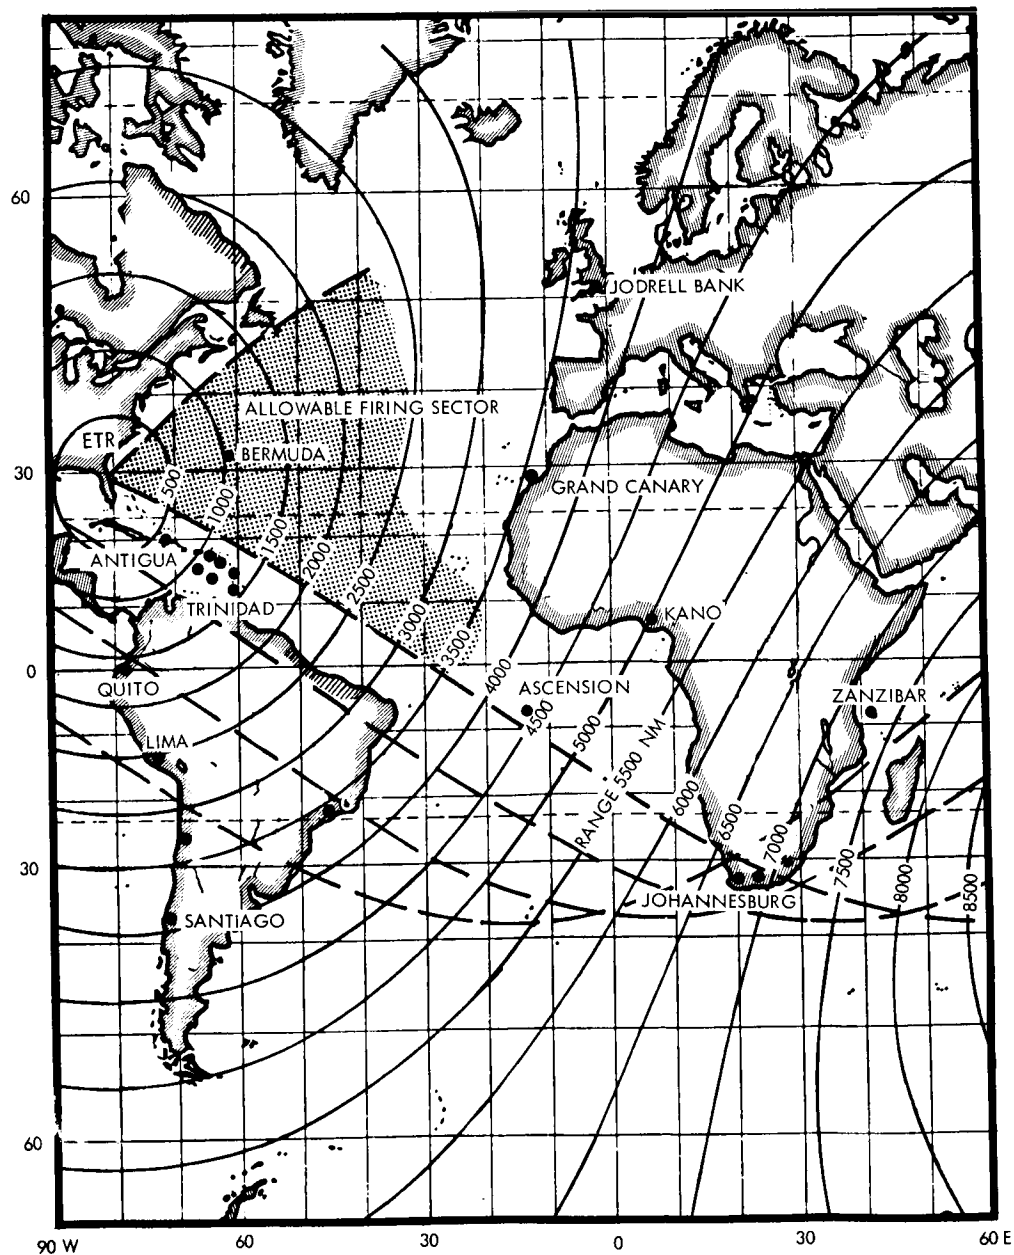 60
JODRELL BANK
ALLOWABLE FIRING SECTOR
ETR
BERMUDA
30
500
GRAND CANARY
1000
1500
ANTIGUA
2000
2500
TRINIDAD
3000
KANO
3500
0
4000
QUITO
ASCENSION
ZANZIBAR
4500
LIMA
5000
RANGE 5500 NM
6000
6500
7000
30
7500
8000
8500
JOHANNESBURG
SANTIAGO
60
90 W
60
30
0
30
60 E